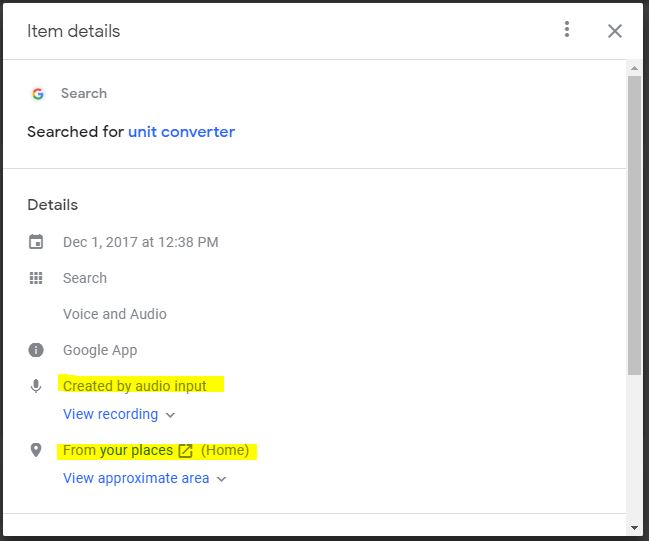 Item details
Search
Searched for unit converter
Details
Dec 1, 2017 at 12:38 PM
Search
Voice and Audio
Google App
Created by audio input
View recording
From your places (Home)
View approximate area